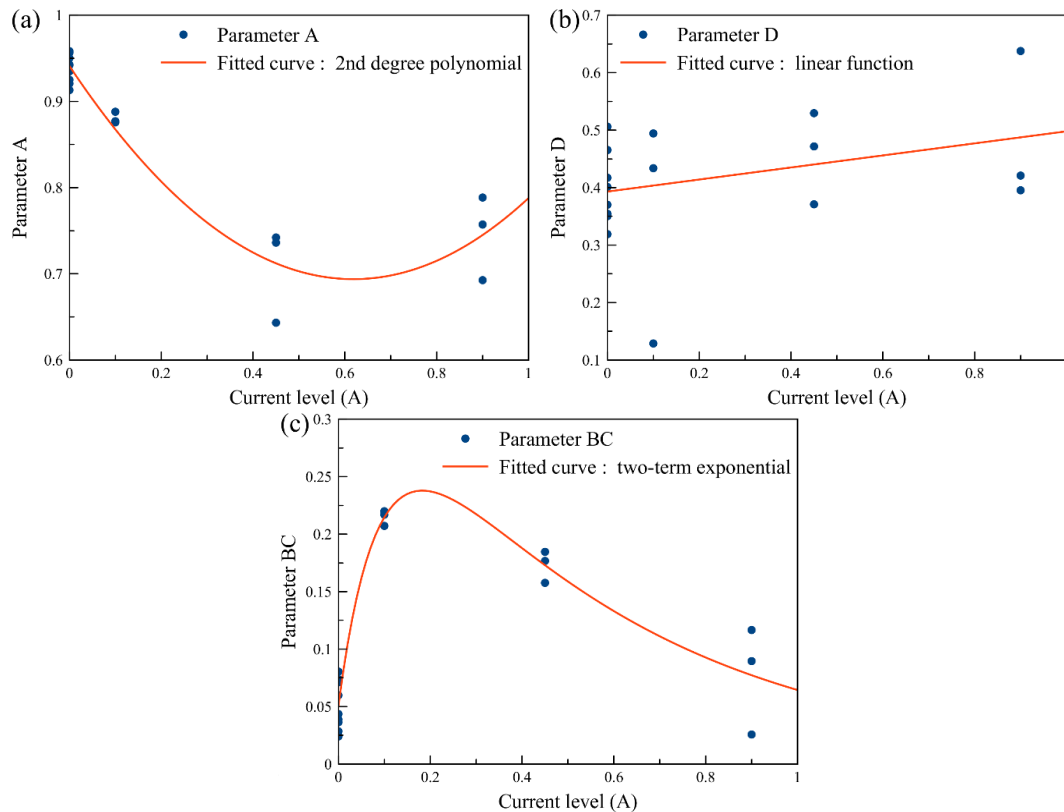 (a)
Parameter A
Fitted curve : 2nd degree polynomial
1
0.9
0.8
0.7
0.6
Parameter A
0 0.2 0.4 0.6 0.8 1
Current level (A)
(b)
Parameter D
Fitted curve : linear function
0.7
0.6
0.5
0.4
0.3
0.2
0.1
Parameter D
0 0.2 0.4 0.6 0.8
Current level (A)
(c)
Parameter BC
Fitted curve : two-term exponential
0.3
0.25
0.2
0.15
0.1
0.05
0
Parameter BC
0 0.2 0.4 0.6 0.8 1
Current level (A)